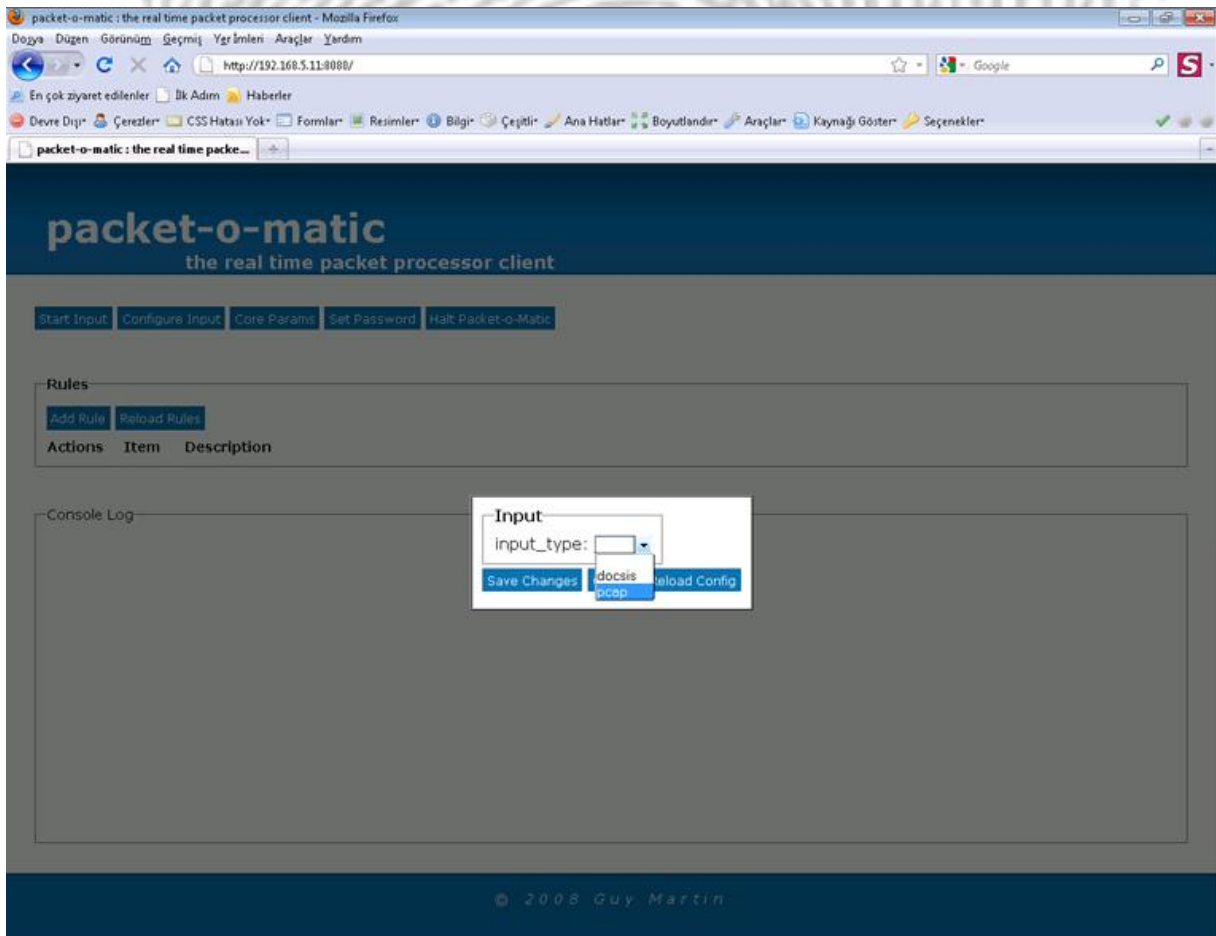 packet-o-matic : the real time packet processor client - Mozilla Firefox
Dosya Düzen Görünüm Geçmiş Yer İmleri Araçlar Yardım
http://192.168.5.11:8080/
Google
En çok ziyaret edilenler İlk Adım Haberler
Devre Dışı Çerezler CSS Hatası Yok Formlar Resimler Bilgi Çeşitli Ana Hatlar Boyutlandır Araçlar Kaynağı Göster Seçenekler
packet-o-matic : the real time packe...
packet-o-matic
the real time packet processor client
Start Input Configure Input Core Params Set Password Halt Packet-o-Matic
Rules
Add Rule Reload Rules
Actions Item Description
Console Log
Input
input_type:
docsis
pcap
Save Changes eload Config
© 2008 Guy Martin